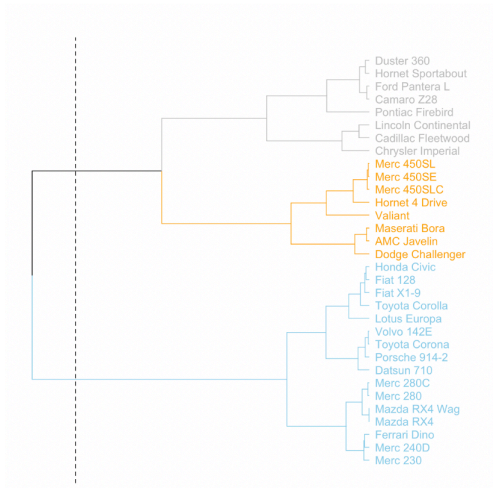 Duster 360
Hornet Sportabout
Ford Pantera L
Camaro Z28
Pontiac Firebird
Lincoln Continental
Cadillac Fleetwood
Chrysler Imperial
Merc 450SL
Merc 450SE
Merc 450SLC
Hornet 4 Drive
Valiant
Maserati Bora
AMC Javelin
Dodge Challenger
Honda Civic
Fiat 128
Fiat X1-9
Toyota Corolla
Lotus Europa
Volvo 142E
Toyota Corona
Porsche 914-2
Datsun 710
Merc 280C
Merc 280
Mazda RX4 Wag
Mazda RX4
Ferrari Dino
Merc 240D
Merc 230